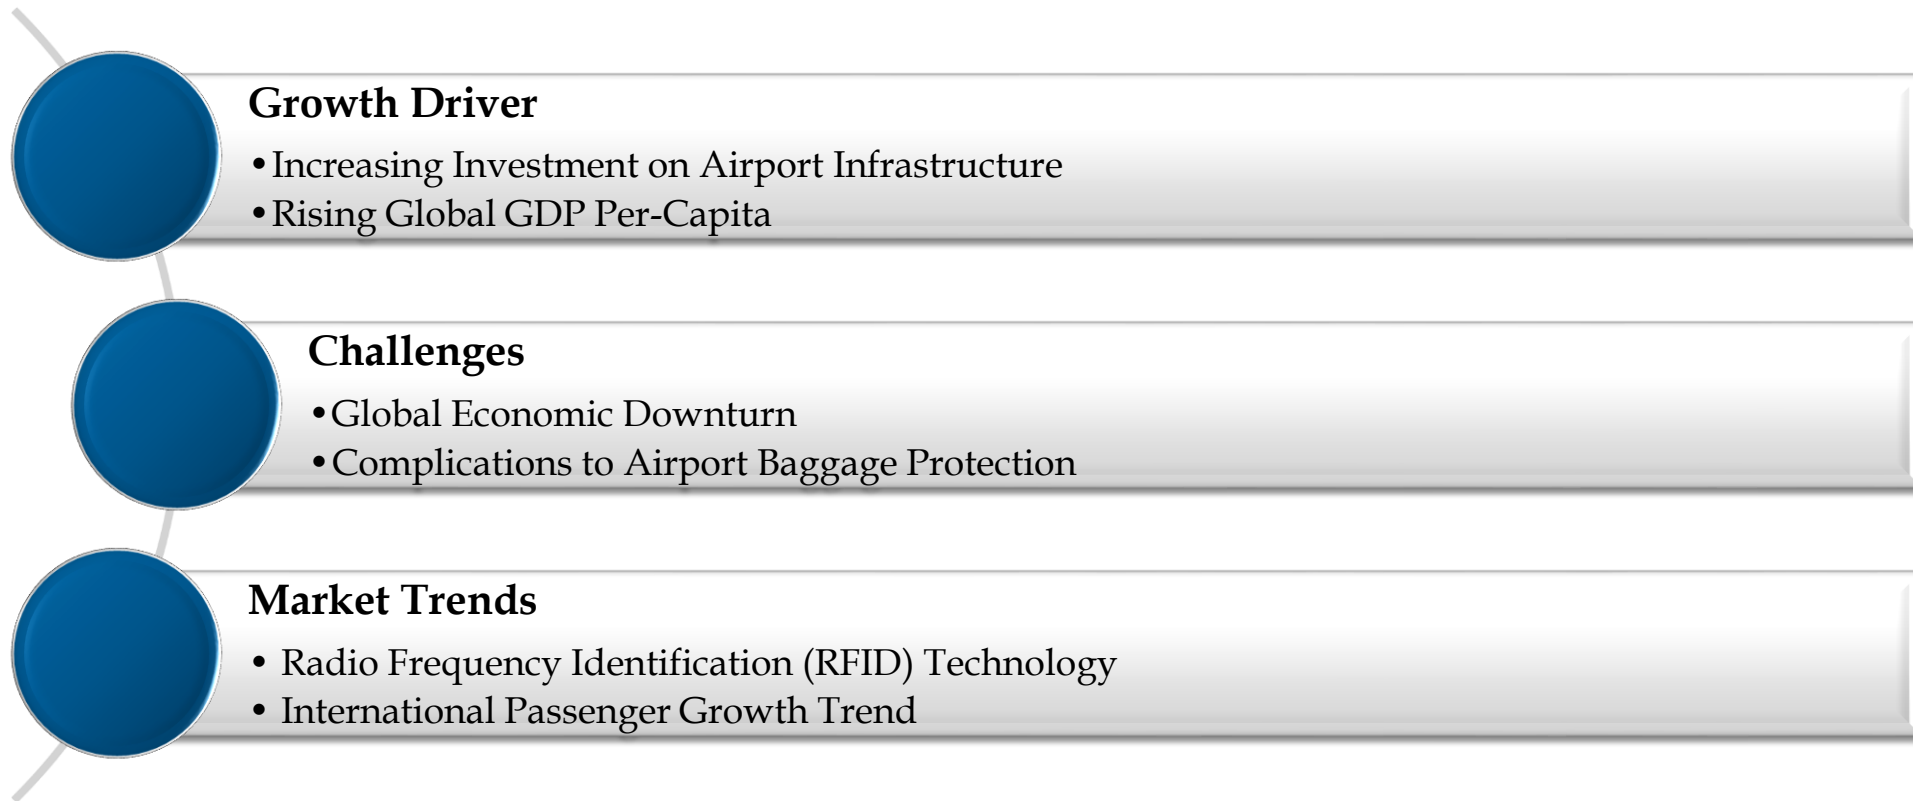 Growth Driver
•Increasing Investment on Airport Infrastructure
•Rising Global GDP Per-Capita
Challenges
•Global Economic Downturn
•Complications to Airport Baggage Protection
Market Trends
• Radio Frequency Identification (RFID) Technology
• International Passenger Growth Trend